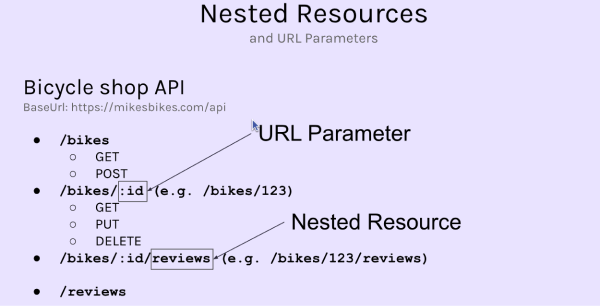 Nested Resources
and URL Parameters
Bicycle shop API
BaseUrl: https://mikesbikes.com/api
URL Parameter
● /bikes
○ GET
○ POST
● /bikes/:id (e.g. /bikes/123)
○ GET
○ PUT
○ DELETE
Nested Resource
● /bikes/:id/reviews (e.g. /bikes/123/reviews)
● /reviews